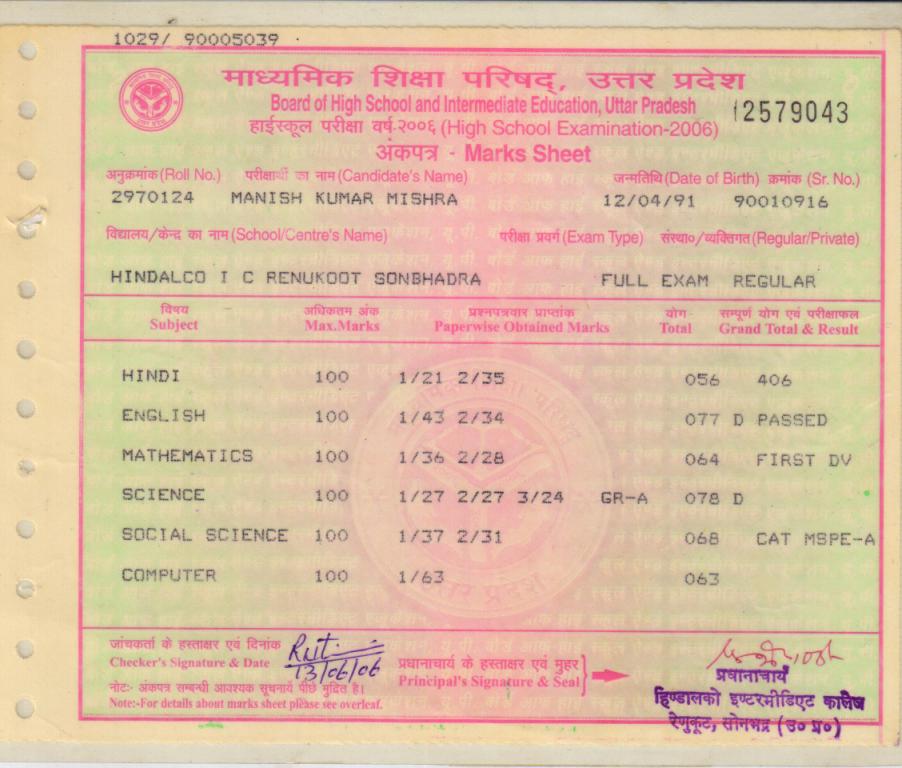 1029/ 90005039
माध्यमिक शिक्षा परिषद्, उत्तर प्रदेश
Board of High School and Intermediate Education, Uttar Pradesh
12579043
हाईस्कूल परीक्षा वर्ष-२००६ (High School Examination-2006)
अंकपत्र - Marks Sheet
अनुक्रमांक (Roll No.) परीक्षार्थी का नाम (Candidate's Name) जन्मतिथि (Date of Birth) क्रमांक (Sr. No.)
2970124 MANISH KUMAR MISHRA 12/04/91 90010916
विद्यालय/केन्द का नाम (School/Centre's Name) परीक्षा प्रवर्ग (Exam Type) संस्था०/व्यक्तिगत (Regular/Private)
HINDALCO I C RENUKOOT SONBHADRA FULL EXAM REGULAR
विषय अधिकतम अंक प्रश्नपत्रवार प्राप्तांक योग सम्पूर्ण योग एवं परीक्षाफल
Subject Max.Marks Paperwise Obtained Marks Total Grand Total & Result
HINDI 100 1/21 2/35 056 406
ENGLISH 100 1/43 2/34 077 D PASSED
MATHEMATICS 100 1/36 2/28 064 FIRST DV
SCIENCE 100 1/27 2/27 3/24 GR-A 078 D
SOCIAL SCIENCE 100 1/37 2/31 068 CAT MSPE-A
COMPUTER 100 1/63 063
जांचकर्ता के हस्ताक्षर एवं दिनांक
Checker's Signature & Date
13/06/06
प्रधानाचार्य के हस्ताक्षर एवं मुहर
Principal's Signature & Seal
नोट:- अंकपत्र सम्बन्धी आवश्यक सूचनायें पीछे मुद्रित है।
Note:-For details about marks sheet please see overleaf.
प्रधानाचार्य
हिण्डालको इण्टरमीडिएट कालेज
रेणुकूट, सोनभद्र (उ० प्र०)